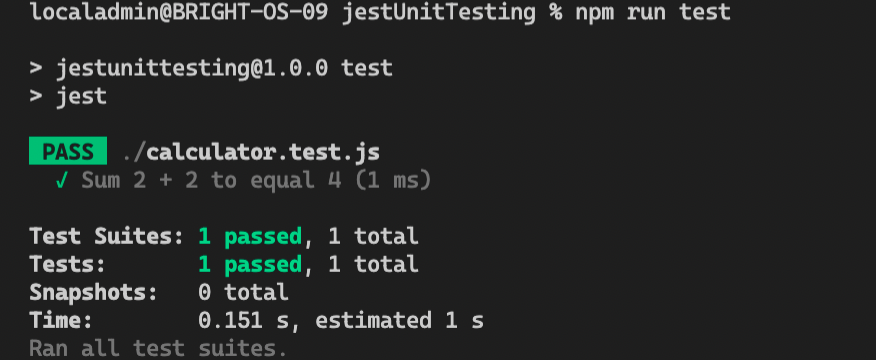 localadmin@BRIGHT-OS-09 jestUnitTesting % npm run test
> jestunittesting@1.0.0 test
> jest
PASS ./calculator.test.js
✓ Sum 2 + 2 to equal 4 (1 ms)
Test Suites: 1 passed, 1 total
Tests: 1 passed, 1 total
Snapshots: 0 total
Time: 0.151 s, estimated 1 s
Ran all test suites.